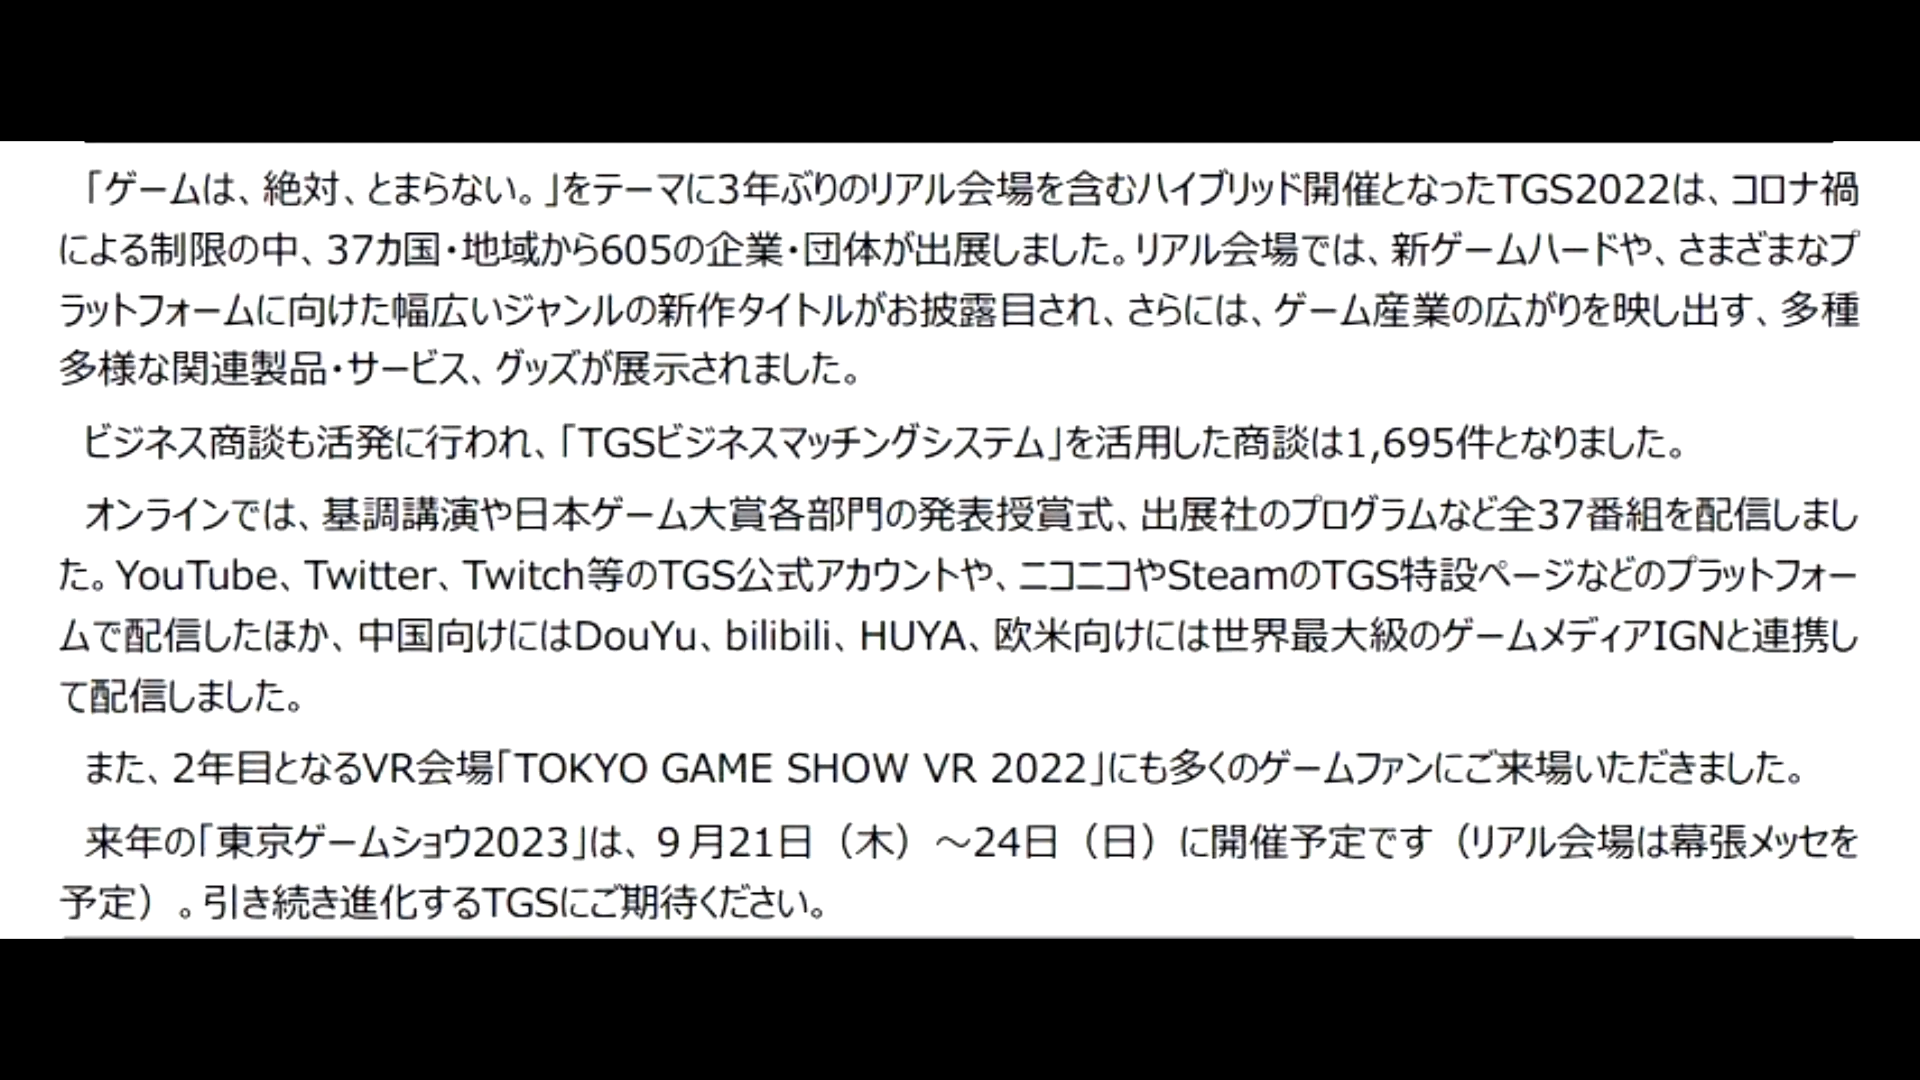 「ゲームは、絶対、とまらない。」をテーマに3年ぶりのリアル会場を含むハイブリッド開催となったTGS2022は、コロナ禍
による制限の中、37カ国・地域から605の企業・団体が出展しました。リアル会場では、新ゲームハードや、さまざまなプ
ラットフォームに向けた幅広いジャンルの新作タイトルがお披露目され、さらには、ゲーム産業の広がりを映し出す、多種
多様な関連製品・サービス、グッズが展示されました。
ビジネス商談も活発に行われ、「TGSビジネスマッチングシステム」を活用した商談は1,695件となりました。
オンラインでは、基調講演や日本ゲーム大賞各部門の発表授賞式、出展社のプログラムなど全37番組を配信しまし
た。YouTube、Twitter、Twitch等のTGS公式アカウントや、ニコニコやSteamのTGS特設ページなどのプラットフォー
ムで配信したほか、中国向けにはDouYu、bilibili、HUYA、欧米向けには世界最大級のゲームメディアIGNと連携し
て配信しました。
また、2年目となるVR会場「TOKYO GAME SHOW VR 2022」にも多くのゲームファンにご来場いただきました。
来年の「東京ゲームショウ2023」は、９月21日（木）～24日（日）に開催予定です（リアル会場は幕張メッセを
予定）。引き続き進化するTGSにご期待ください。